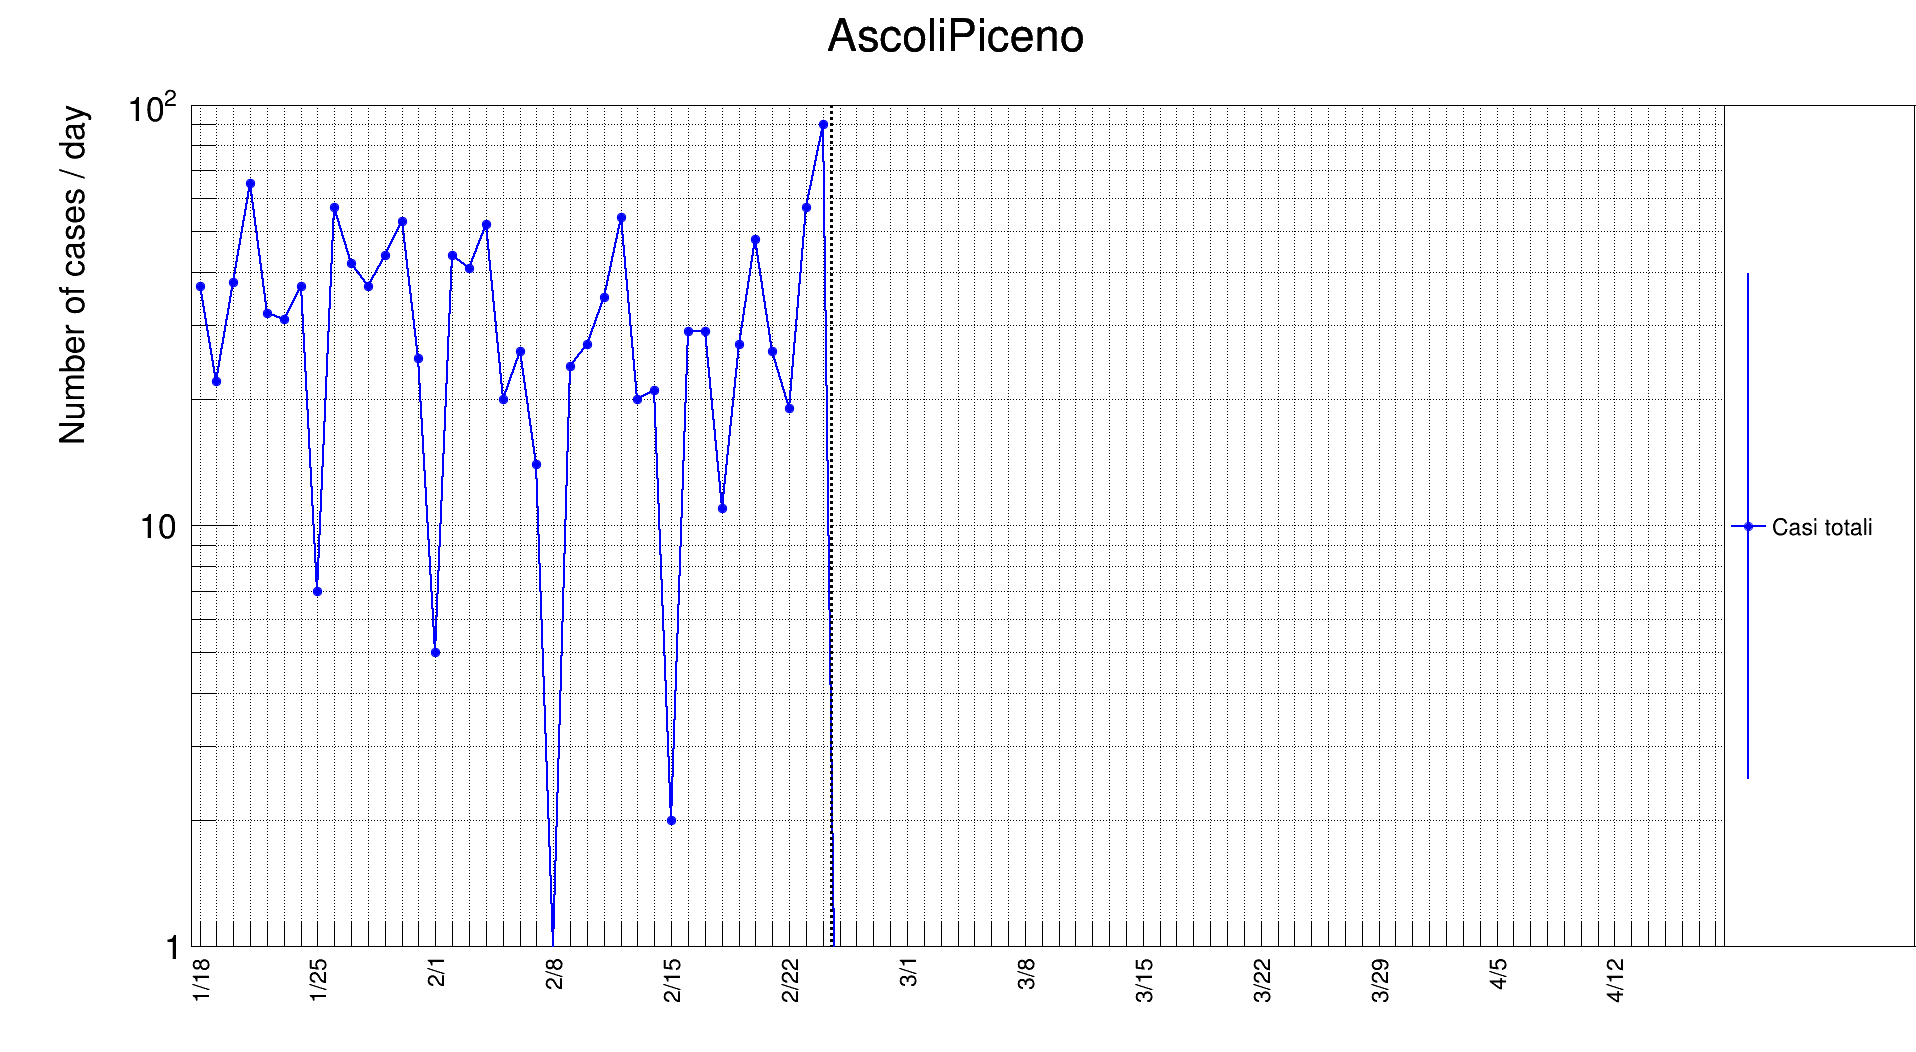 AscoliPiceno
Number of cases / day
10²
10
1
1/18 1/25 2/1 2/8 2/15 2/22 3/1 3/8 3/15 3/22 3/29 4/5 4/12
Casi totali